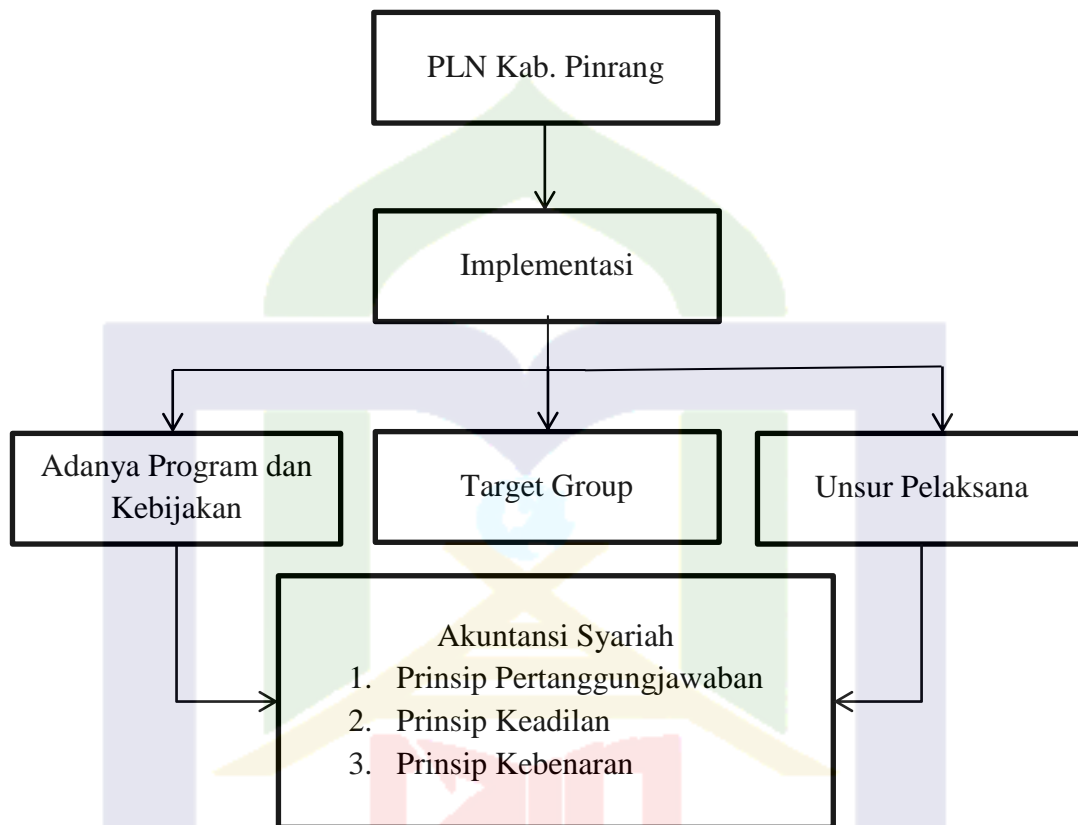 PLN Kab. Pinrang
Implementasi
Adanya Program dan
Kebijakan
Target Group
Unsur Pelaksana
Akuntansi Syariah
1. Prinsip Pertanggungjawaban
2. Prinsip Keadilan
3. Prinsip Kebenaran